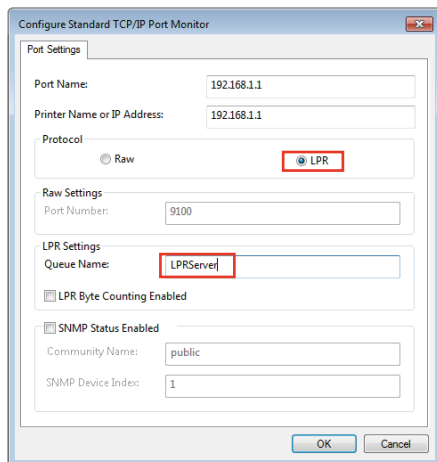 Configure Standard TCP/IP Port Monitor
Port Settings
Port Name: 192.168.1.1
Printer Name or IP Address: 192.168.1.1
Protocol
Raw LPR
Raw Settings
Port Number: 9100
LPR Settings
Queue Name: LPRServer
LPR Byte Counting Enabled
SNMP Status Enabled
Community Name: public
SNMP Device Index: 1
OK Cancel